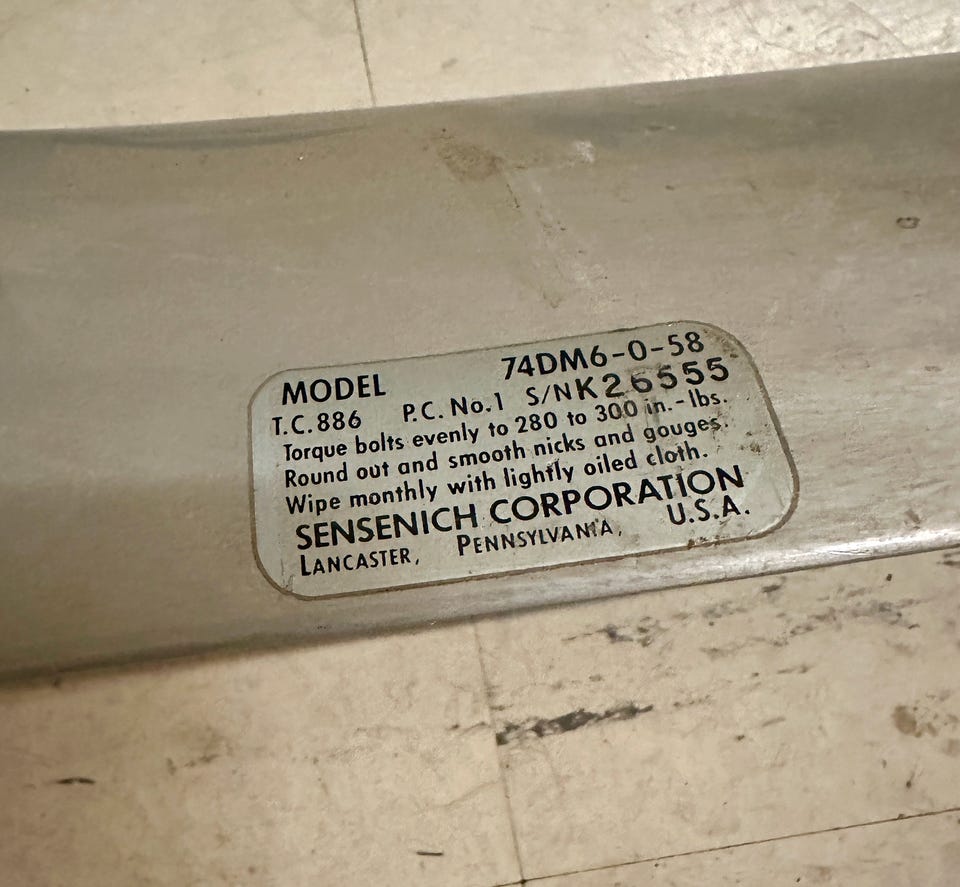 MODEL 74DM6-0-58
T.C. 886 P.C. No.1 S/N K26555
Torque bolts evenly to 280 to 300 in.-lbs.
Round out and smooth nicks and gouges.
Wipe monthly with lightly oiled cloth.
SENSENICH CORPORATION
LANCASTER, PENNSYLVANIA, U.S.A.